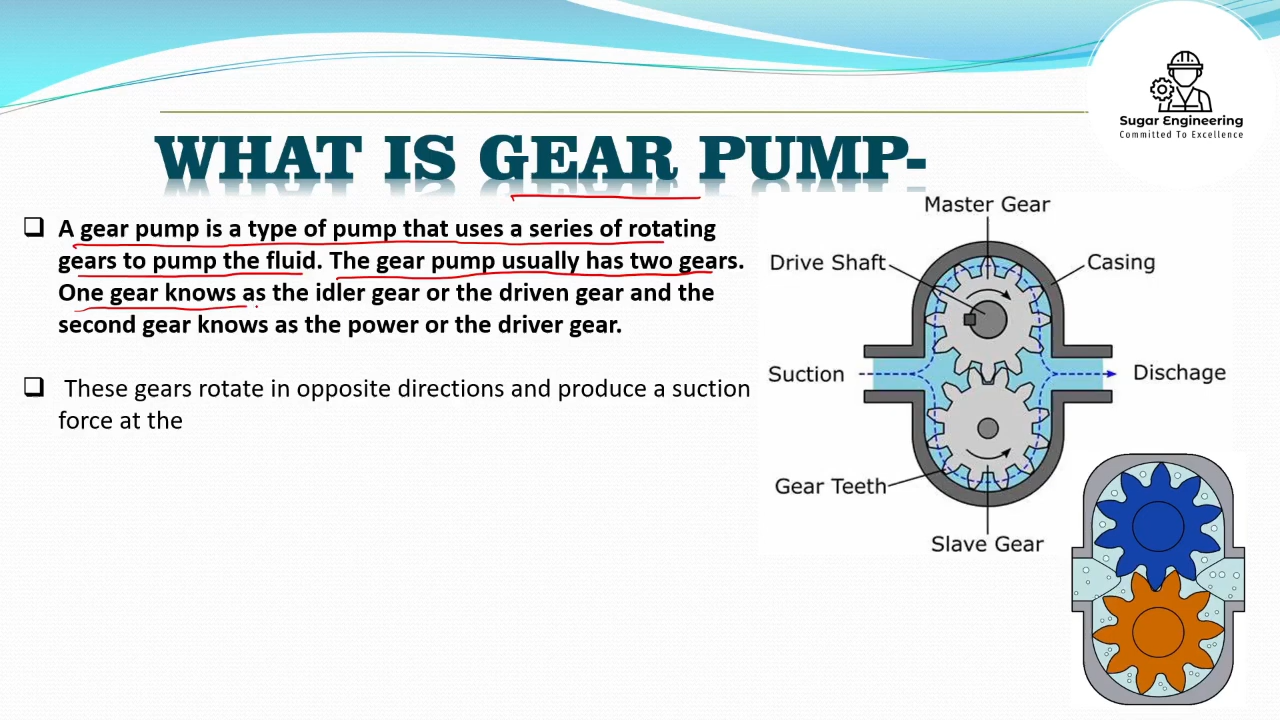 Sugar Engineering
Committed To Excellence
WHAT IS GEAR PUMP-
❑ A gear pump is a type of pump that uses a series of rotating
gears to pump the fluid. The gear pump usually has two gears.
One gear knows as the idler gear or the driven gear and the
second gear knows as the power or the driver gear.
❑ These gears rotate in opposite directions and produce a suction
force at the
Master Gear
Drive Shaft
Casing
Suction
Dischage
Gear Teeth
Slave Gear